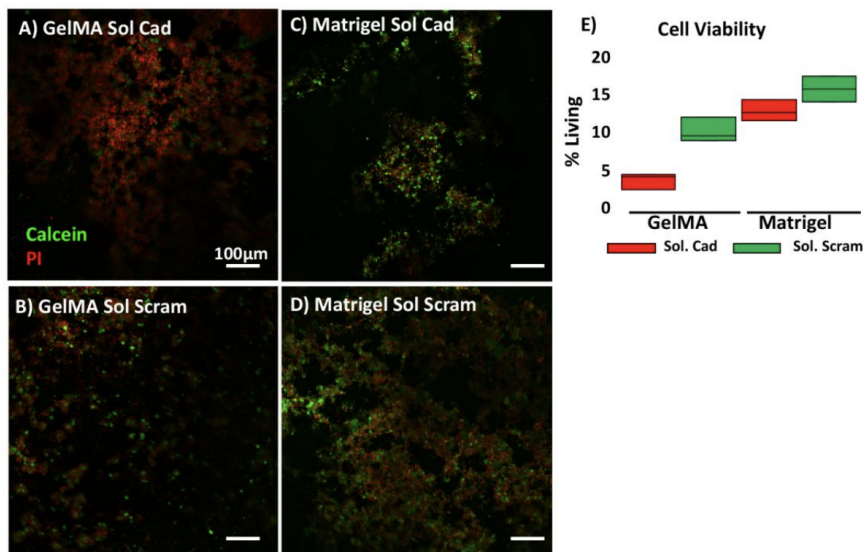 A) GelMA Sol Cad
Calcein
PI
100μm
B) GelMA Sol Scram
C) Matrigel Sol Cad
D) Matrigel Sol Scram
E)
Cell Viability
% Living
20
15
10
5
0
GelMA
Matrigel
Sol. Cad
Sol. Scram